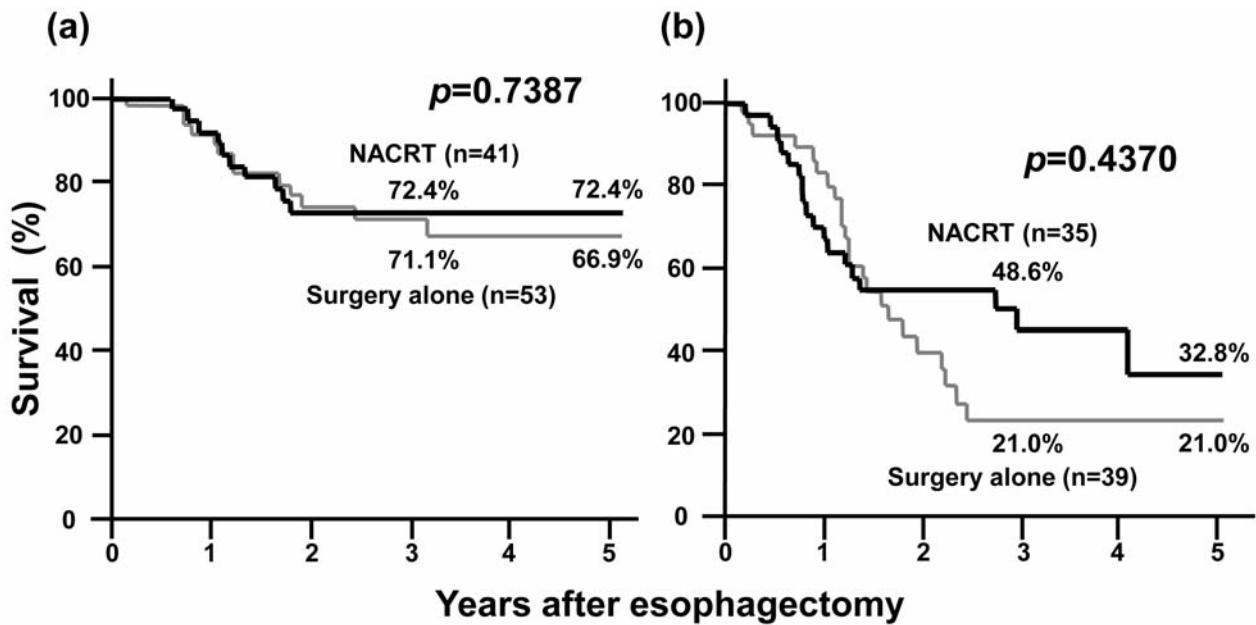 (a)
p=0.7387
100
80
60
40
20
0
NACRT (n=41)
72.4% 72.4%
71.1% 66.9%
Surgery alone (n=53)
0 1 2 3 4 5
Survival (%)
(b)
p=0.4370
100
80
60
40
20
0
NACRT (n=35)
48.6%
32.8%
21.0% 21.0%
Surgery alone (n=39)
0 1 2 3 4 5
Years after esophagectomy